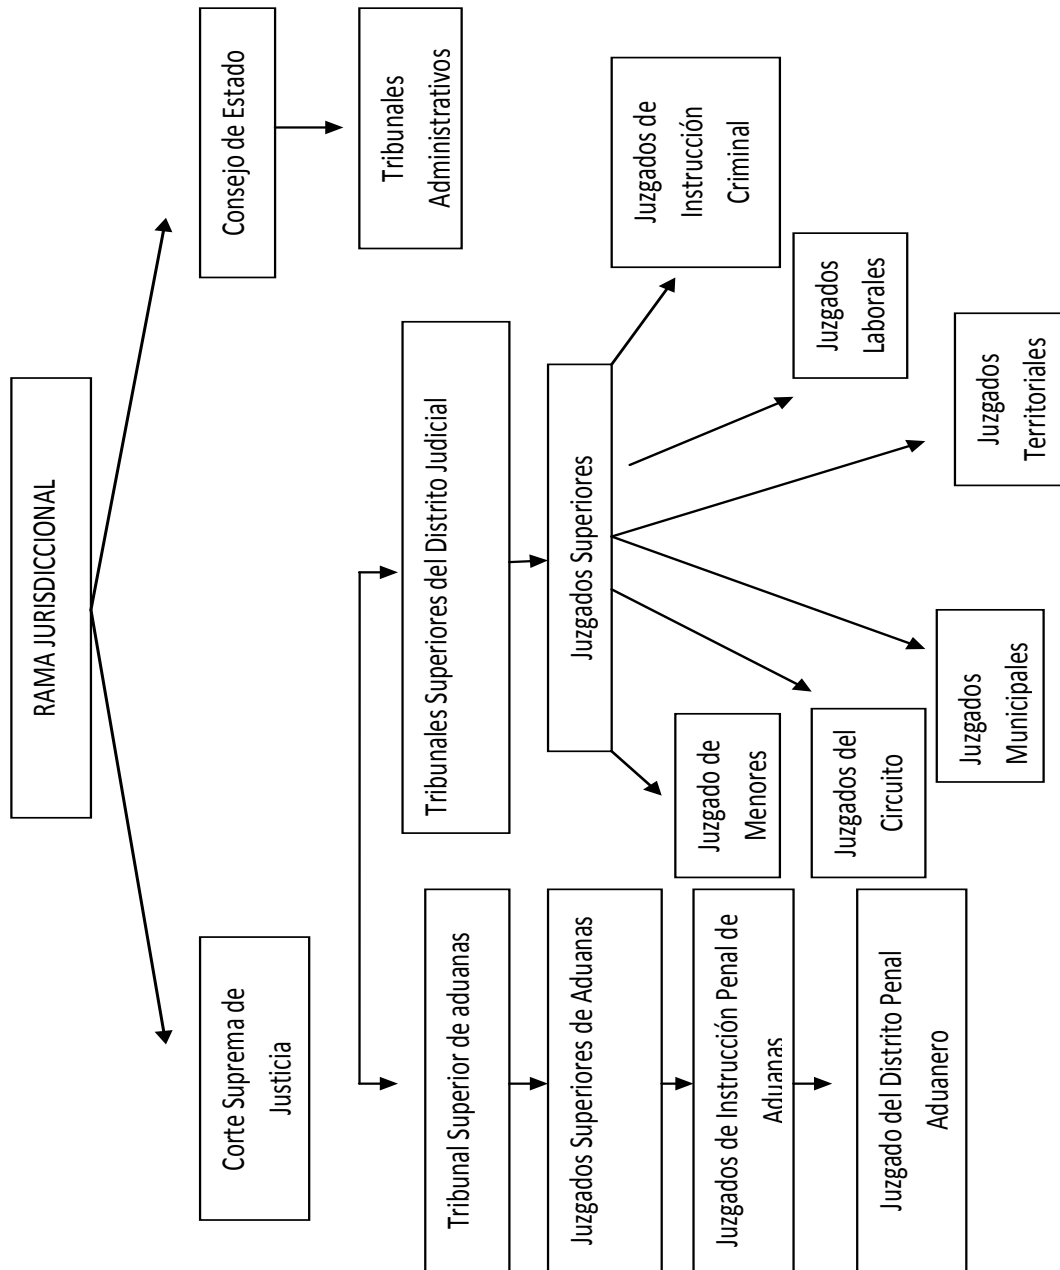 RAMA JURISDICCIONAL
Corte Suprema de
Justicia
Consejo de Estado
Tribunales
Administrativos
Tribunal Superior de aduanas
Tribunales Superiores del Distrito Judicial
Juzgados Superiores de Aduanas
Juzgados Superiores
Juzgados de Instrucción Penal de
Aduanas
Juzgado de
Menores
Juzgados de
Instrucción
Criminal
Juzgados del
Circuito
Juzgados
Laborales
Juzgado del Distrito Penal
Aduanero
Juzgados
Municipales
Juzgados
Territoriales